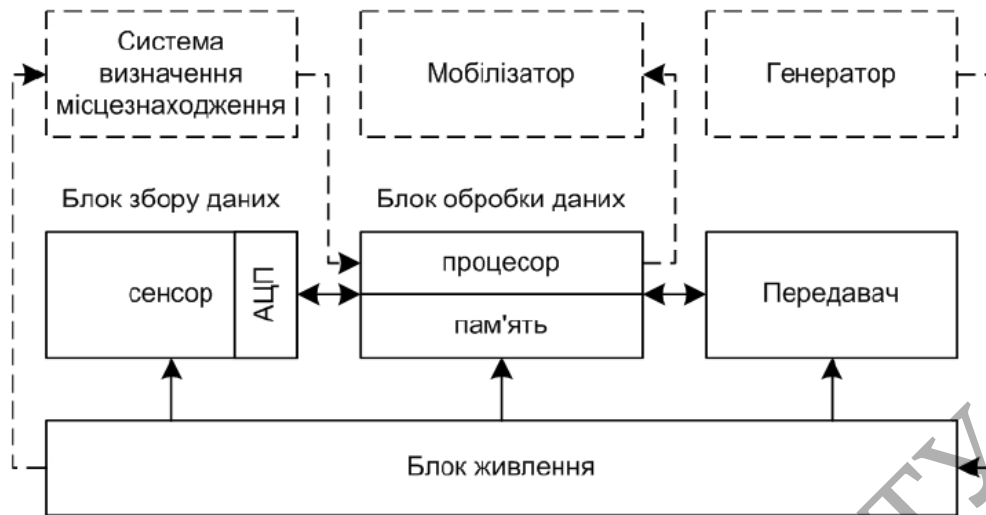 Система
визначення
місцезнаходження
Мобілізатор
Генератор
Блок збору даних
Блок обробки даних
сенсор
АЦП
процесор
пам'ять
Передавач
Блок живлення
ТУ